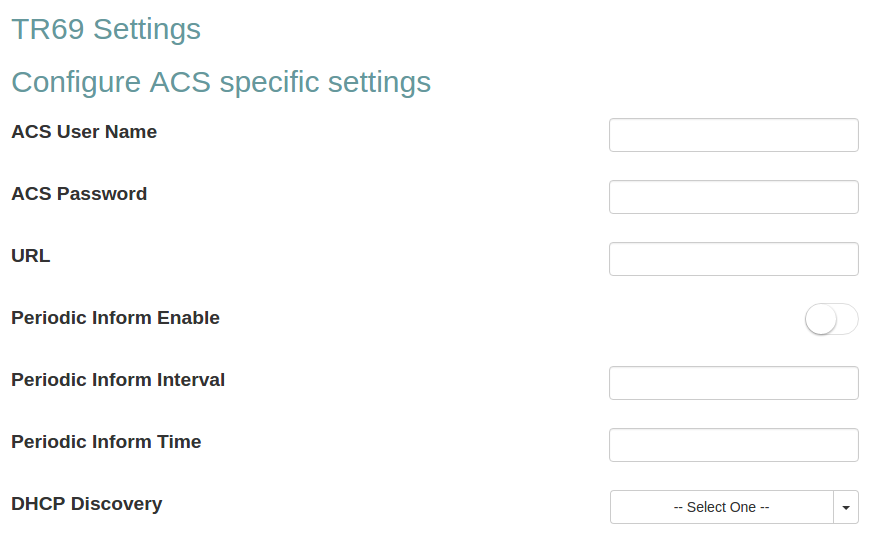 TR69 Settings
Configure ACS specific settings
ACS User Name
ACS Password
URL
Periodic Inform Enable
Periodic Inform Interval
Periodic Inform Time
DHCP Discovery
-- Select One --